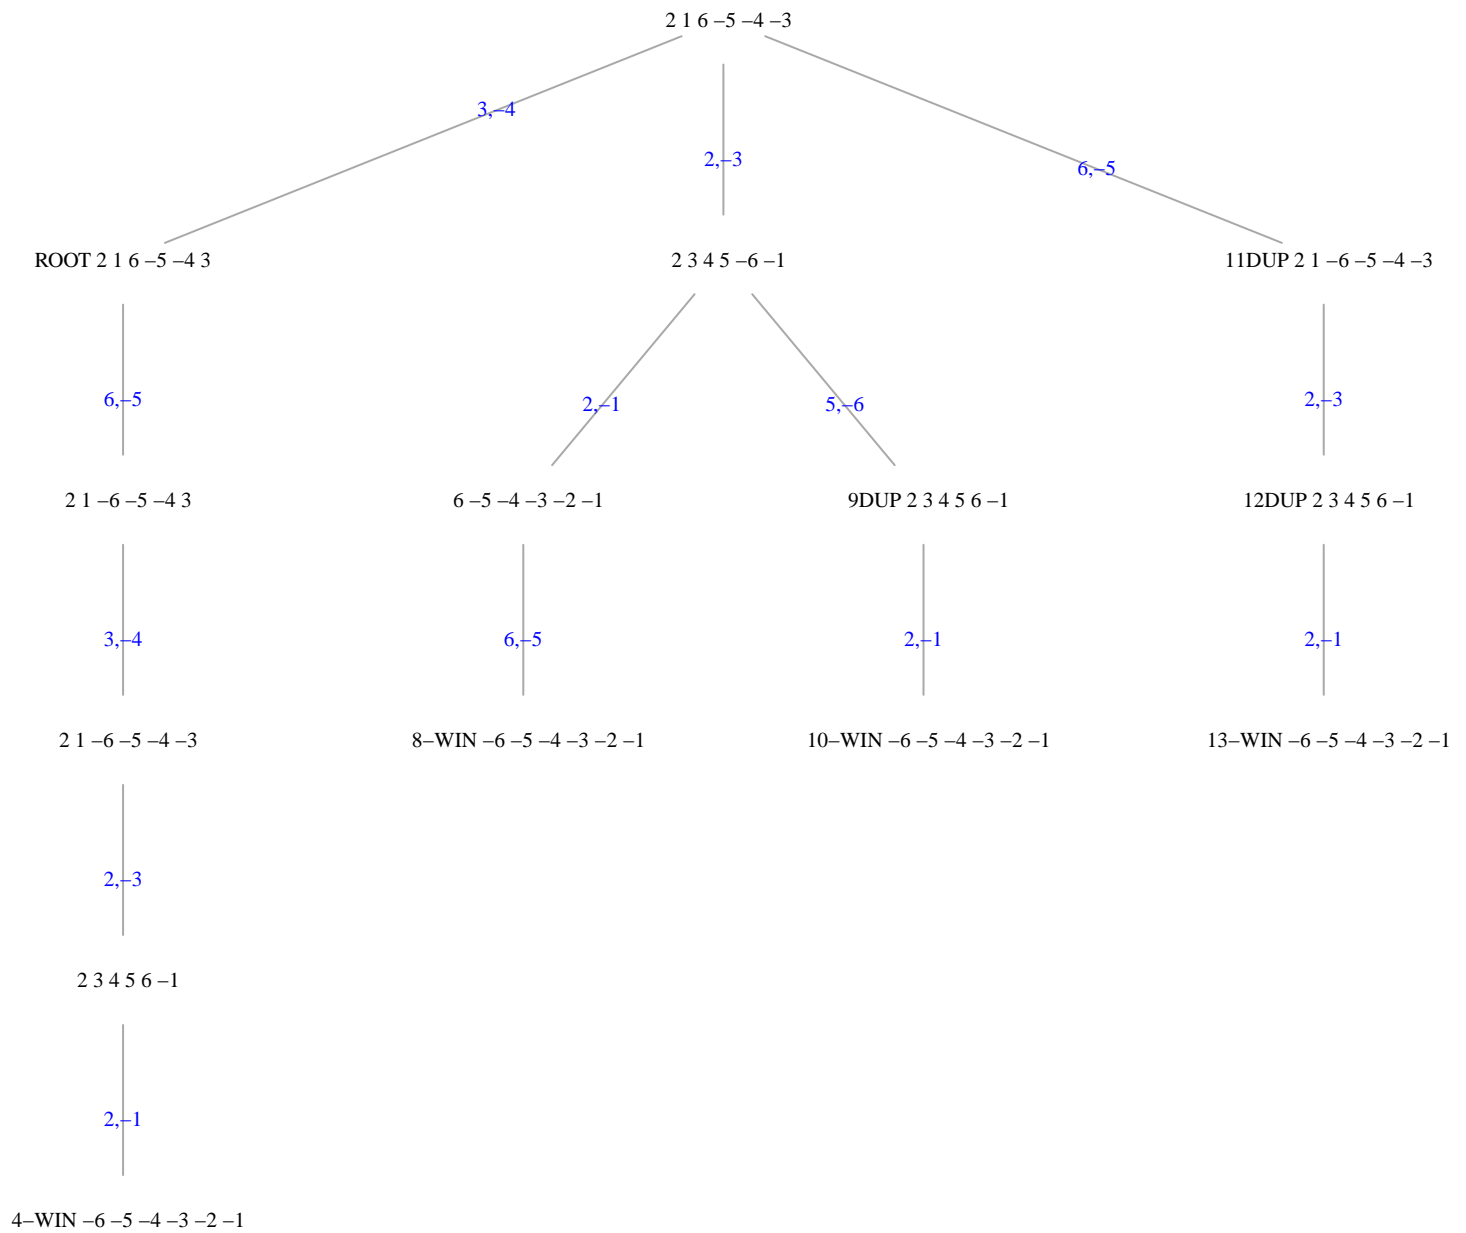 2 1 6 –5 –4 –3
3,–4
2,–3
6,–5
ROOT 2 1 6 –5 –4 3
2 3 4 5 –6 –1
11DUP 2 1 –6 –5 –4 –3
6,–5
2,–1
5,–6
2,–3
2 1 –6 –5 –4 3
6 –5 –4 –3 –2 –1
9DUP 2 3 4 5 6 –1
12DUP 2 3 4 5 6 –1
3,–4
6,–5
2,–1
2,–1
2 1 –6 –5 –4 –3
8–WIN –6 –5 –4 –3 –2 –1
10–WIN –6 –5 –4 –3 –2 –1
13–WIN –6 –5 –4 –3 –2 –1
2,–3
2 3 4 5 6 –1
2,–1
4–WIN –6 –5 –4 –3 –2 –1